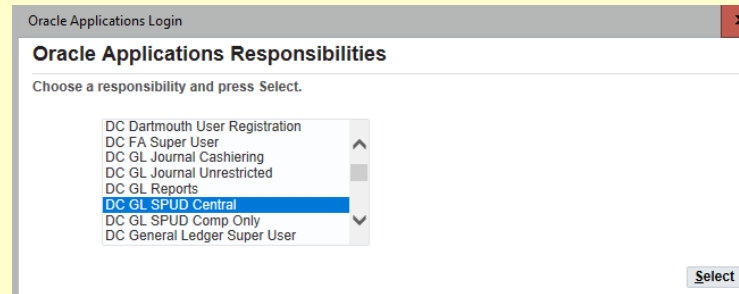 Oracle Applications Login
Oracle Applications Responsibilities
Choose a responsibility and press Select.
DC Dartmouth User Registration
DC FA Super User
DC GL Journal Cashiering
DC GL Journal Unrestricted
DC GL Reports
DC GL SPUD Central
DC GL SPUD Comp Only
DC General Ledger Super User
Select